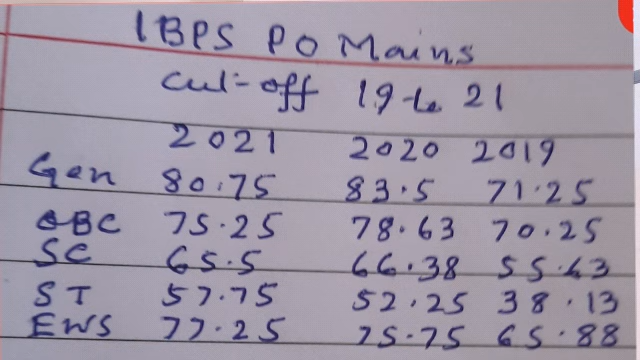 IBPS PO Mains
Cut-off 19-to 21
2021 2020 2019
Gen 80.75 83.5 71.25
OBC 75.25 78.63 70.25
SC 65.5 66.38 55.63
ST 57.75 52.25 38.13
EWS 77.25 75.75 65.88